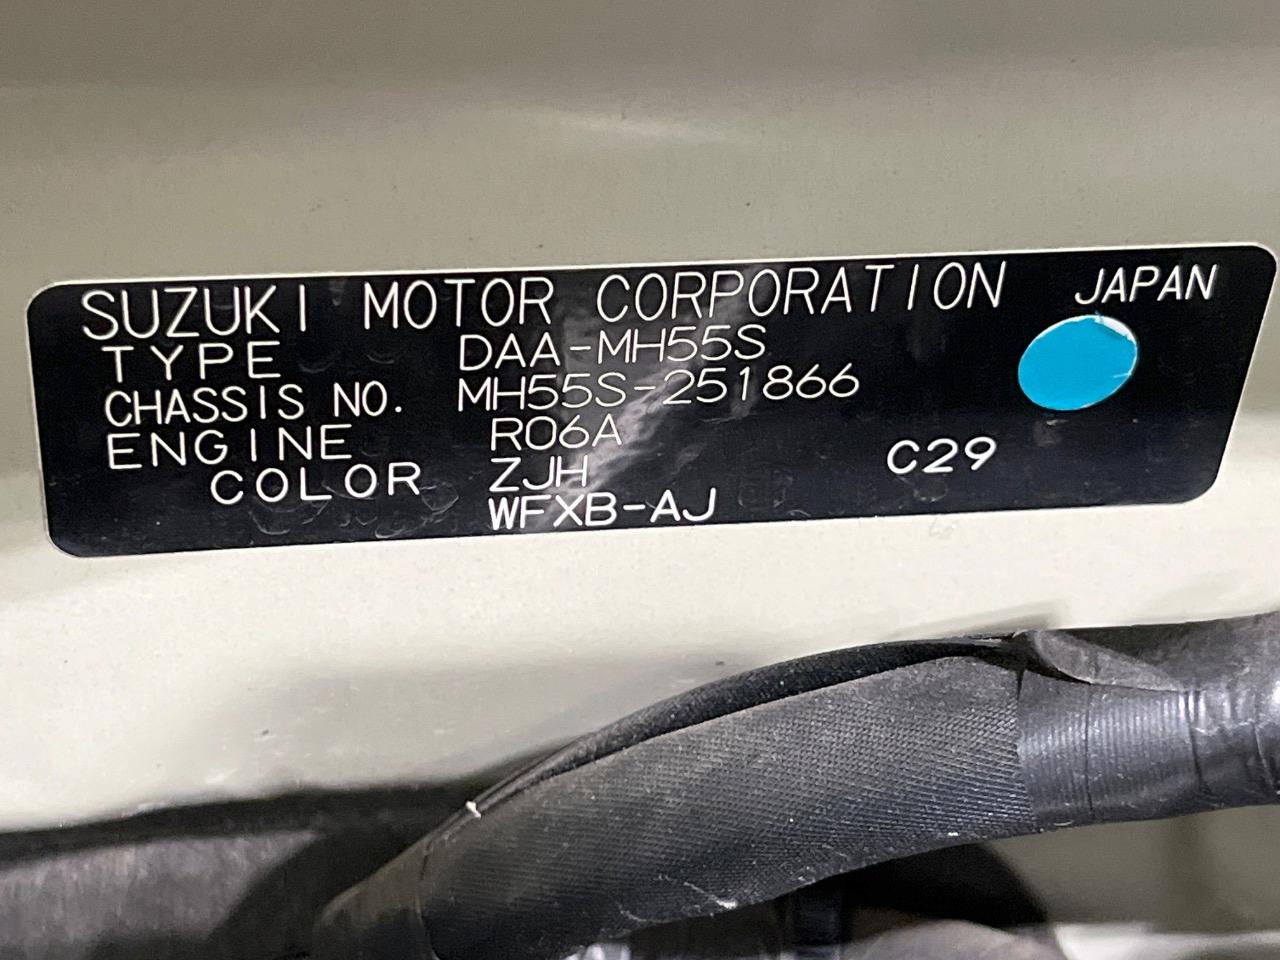 SUZUKI MOTOR CORPORATION JAPAN
TYPE DAA-MH55S
CHASSIS NO. MH55S-251866
ENGINE R06A
COLOR ZJH C29
WFXB-AJ